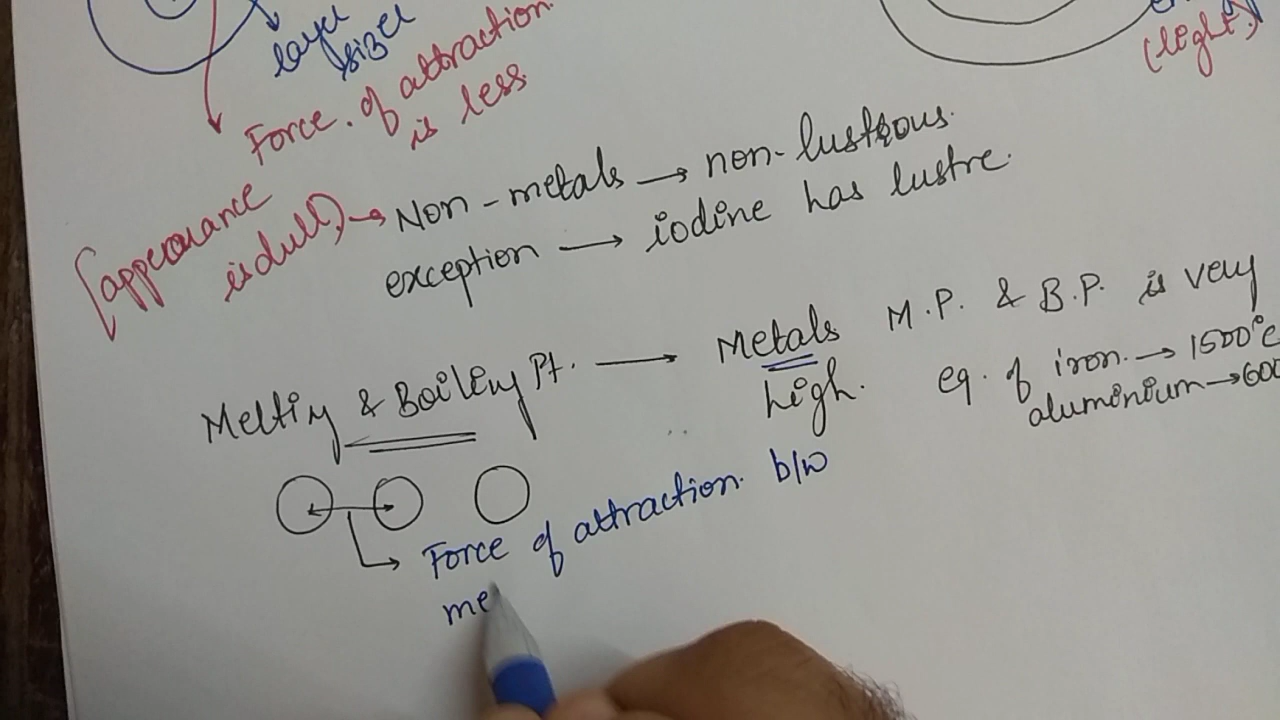 layer
size
(light)
Force. of attraction
is less.
(appearance
is dull) → Non-metals → non-lustrous.
exception → iodine has lustre.
Melting & Boiling Pt. → Metals M.P. & B.P. is very
high. eg. of iron. → 1500°C
aluminium → 600
Force of attraction. b/w
me